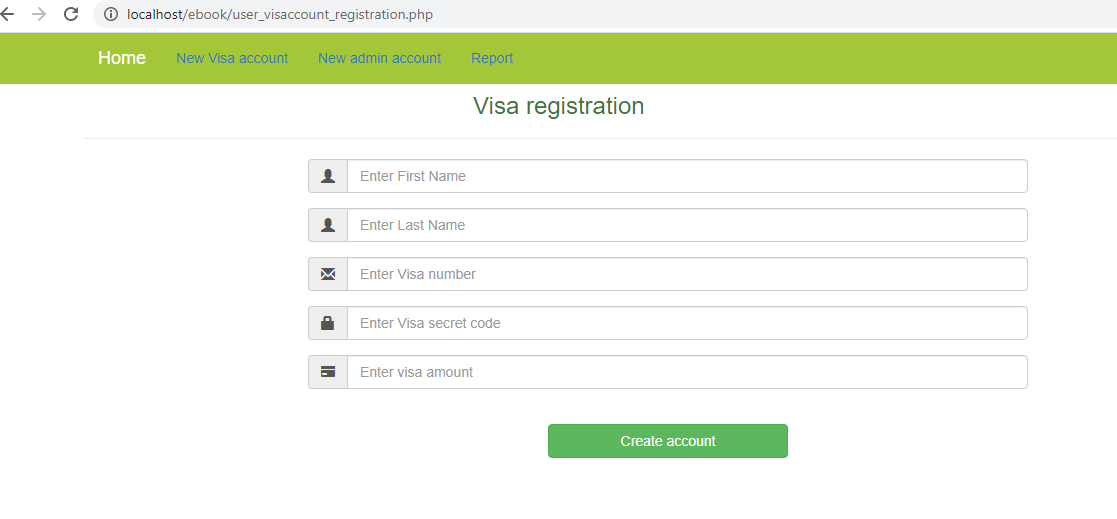 localhost/ebook/user_visaccount_registration.php
Home New Visa account New admin account Report
Visa registration
Enter First Name
Enter Last Name
Enter Visa number
Enter Visa secret code
Enter visa amount
Create account